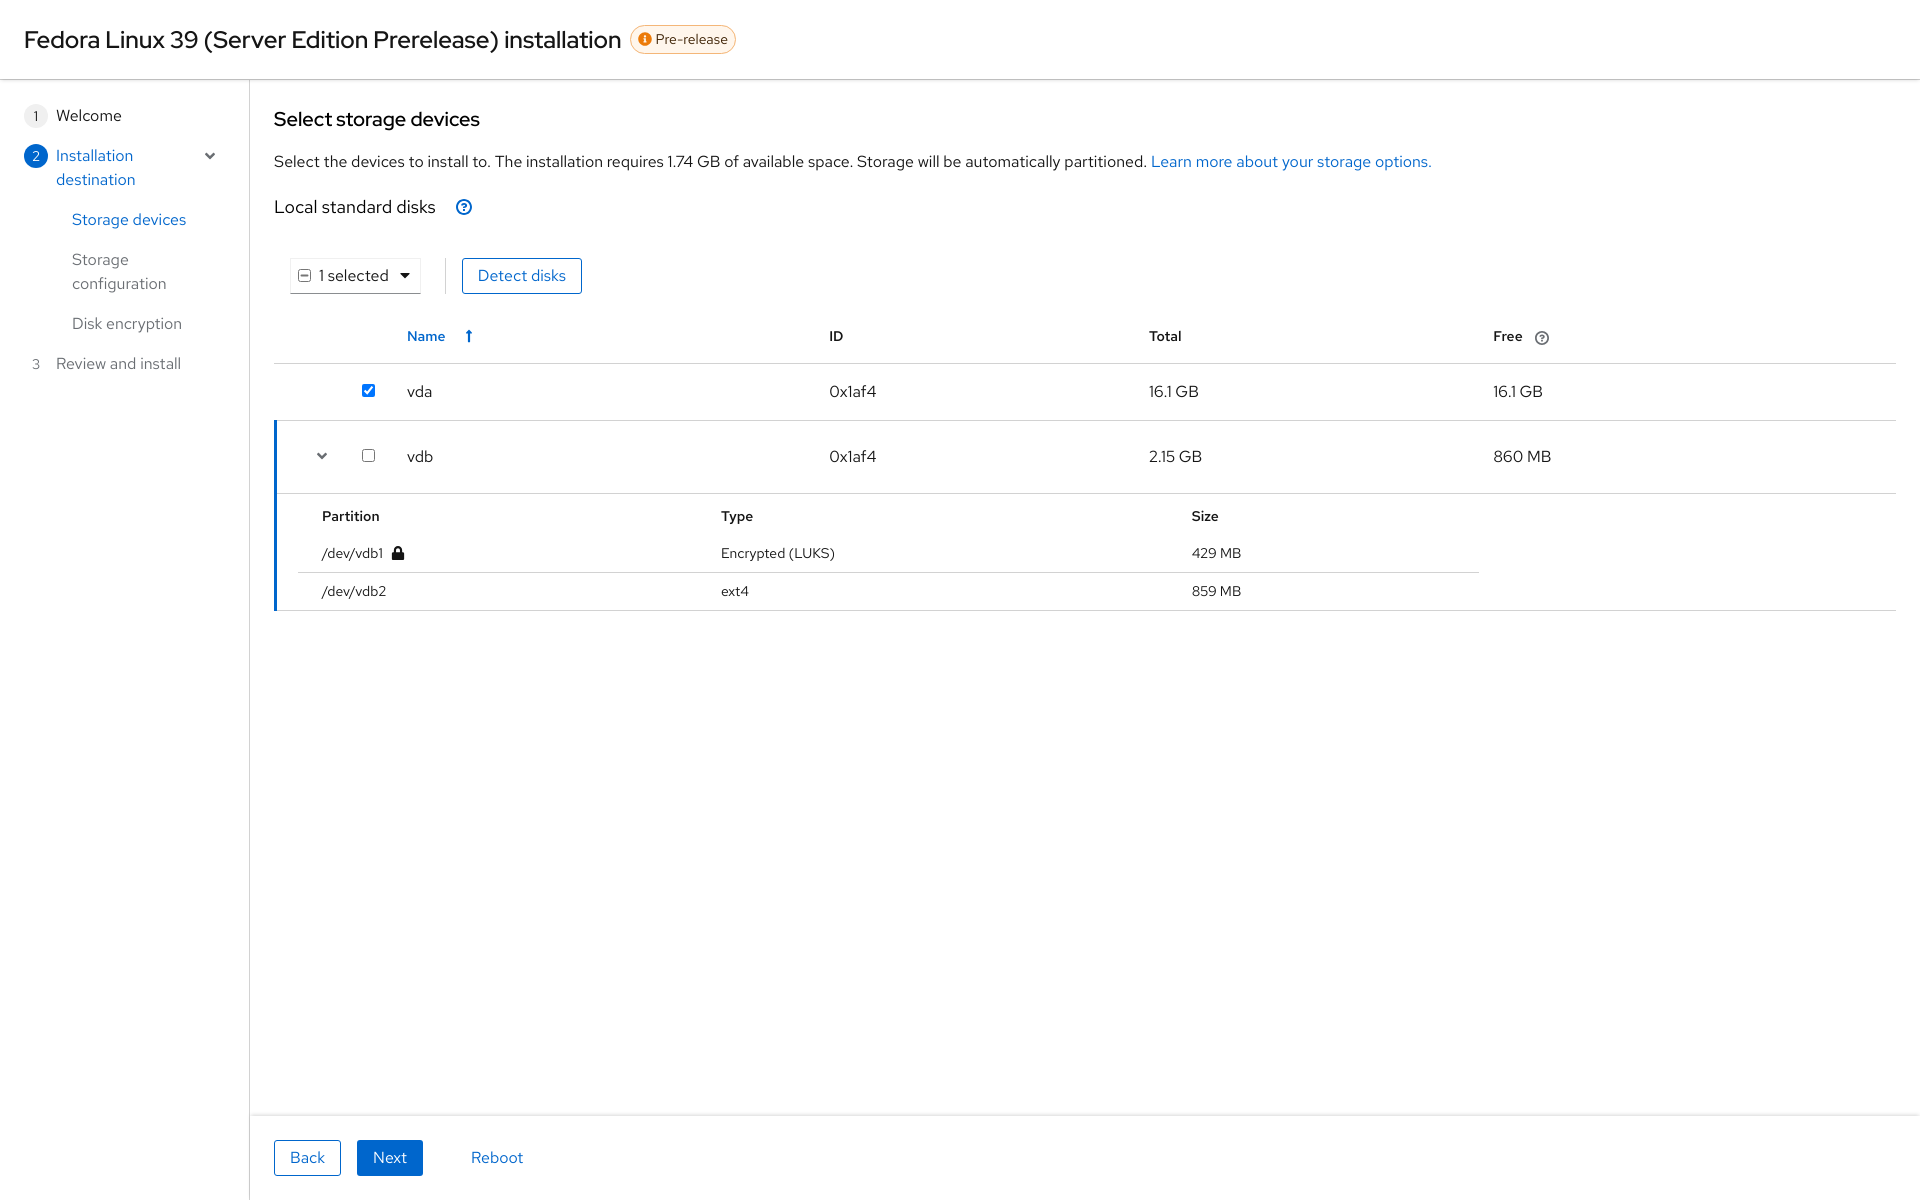 Fedora Linux 39 (Server Edition Prerelease) installation Pre-release
1 Welcome
2 Installation
destination
Storage devices
Storage
configuration
Disk encryption
3 Review and install
Select storage devices
Select the devices to install to. The installation requires 1.74 GB of available space. Storage will be automatically partitioned. Learn more about your storage options.
Local standard disks
1 selected Detect disks
Name ID Total Free
vda 0x1af4 16.1 GB 16.1 GB
vdb 0x1af4 2.15 GB 860 MB
Partition Type Size
/dev/vdb1 Encrypted (LUKS) 429 MB
/dev/vdb2 ext4 859 MB
Back Next Reboot